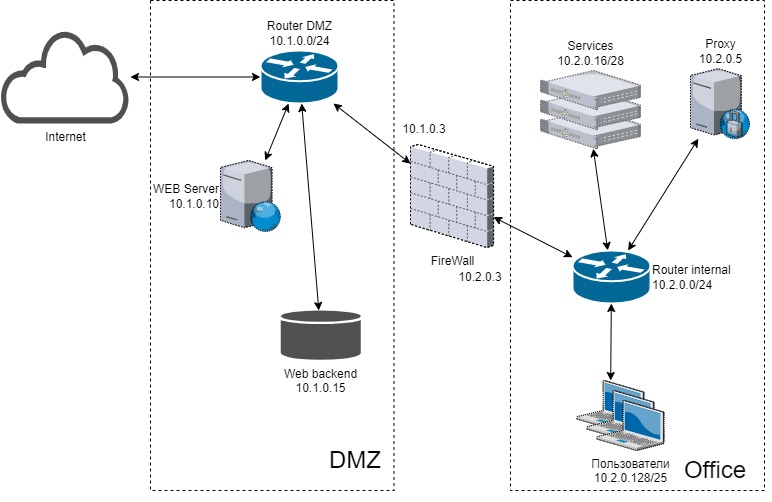 Router DMZ
10.1.0.0/24
Internet
WEB Server
10.1.0.10
Web backend
10.1.0.15
DMZ
10.1.0.3
FireWall
10.2.0.3
Services
10.2.0.16/28
Proxy
10.2.0.5
Router internal
10.2.0.0/24
Пользователи
10.2.0.128/25
Office